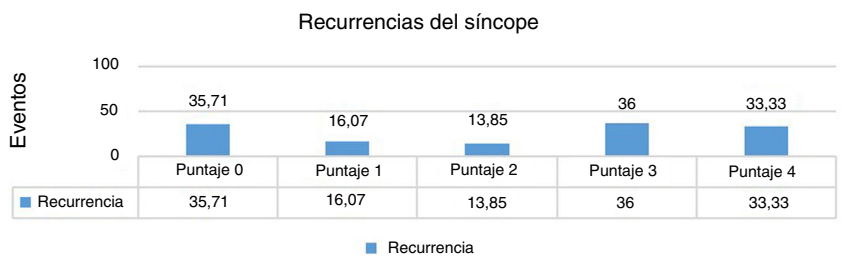 Recurrencias del síncope
Eventos
100
50
0
35,71
16,07
13,85
36
33,33
Puntaje 0 Puntaje 1 Puntaje 2 Puntaje 3 Puntaje 4
Recurrencia 35,71 16,07 13,85 36 33,33
Recurrencia